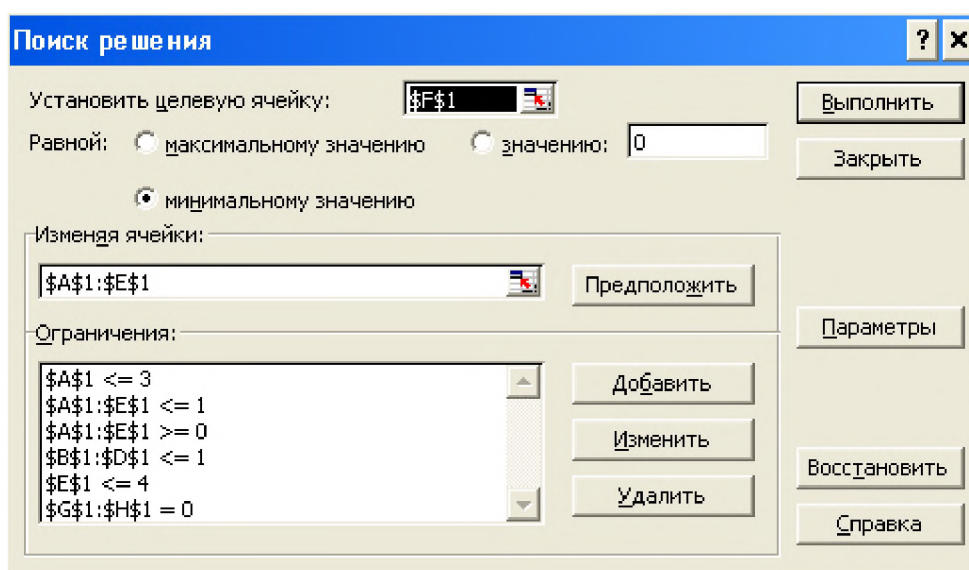 Поиск решения
Установить целевую ячейку: $F$1
Выполнить
Равной: максимальному значению значению: 0
Закрыть
минимальному значению
Изменяя ячейки:
$A$1:$E$1
Предположить
Параметры
Ограничения:
$A$1 <= 3
$A$1:$E$1 <= 1
$A$1:$E$1 >= 0
$B$1:$D$1 <= 1
$E$1 <= 4
$G$1:$H$1 = 0
Добавить
Изменить
Удалить
Восстановить
Справка